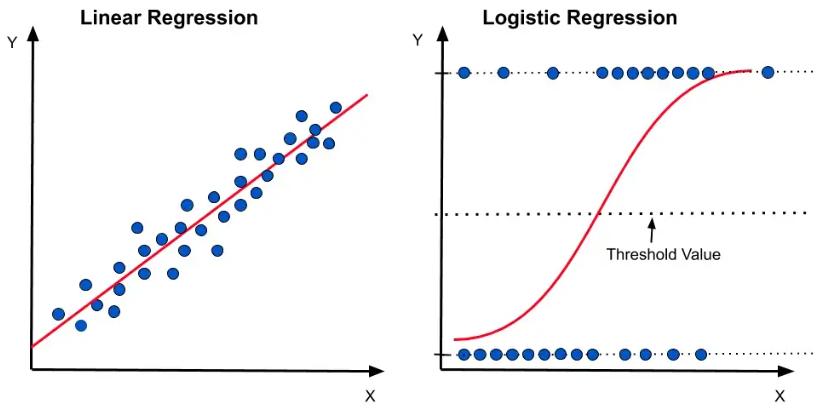 Linear Regression
Y
X
Logistic Regression
Y
Threshold Value
X